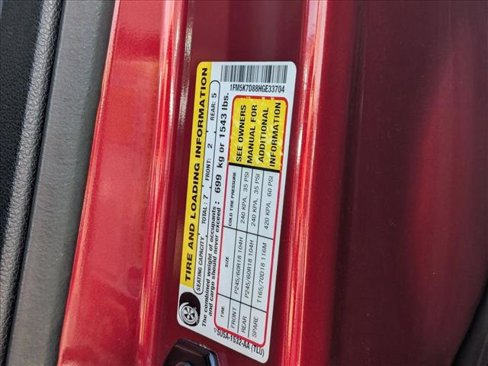 TIRE AND LOADING INFORMATION
SEATING CAPACITY TOTAL: 7 FRONT: 2 REAR: 5
The combined weight of occupants and cargo should never exceed: 699 kg or 1543 lbs.
TIRE SIZE COLD TIRE PRESSURE
FRONT P245/60R18 104H 240 KPA, 35 PSI
REAR P245/60R18 104H 240 KPA, 35 PSI
SPARE T165/70D18 116M 420 KPA, 60 PSI
SEE OWNERS
MANUAL FOR
ADDITIONAL
INFORMATION
1FM5K7D88HGE33704